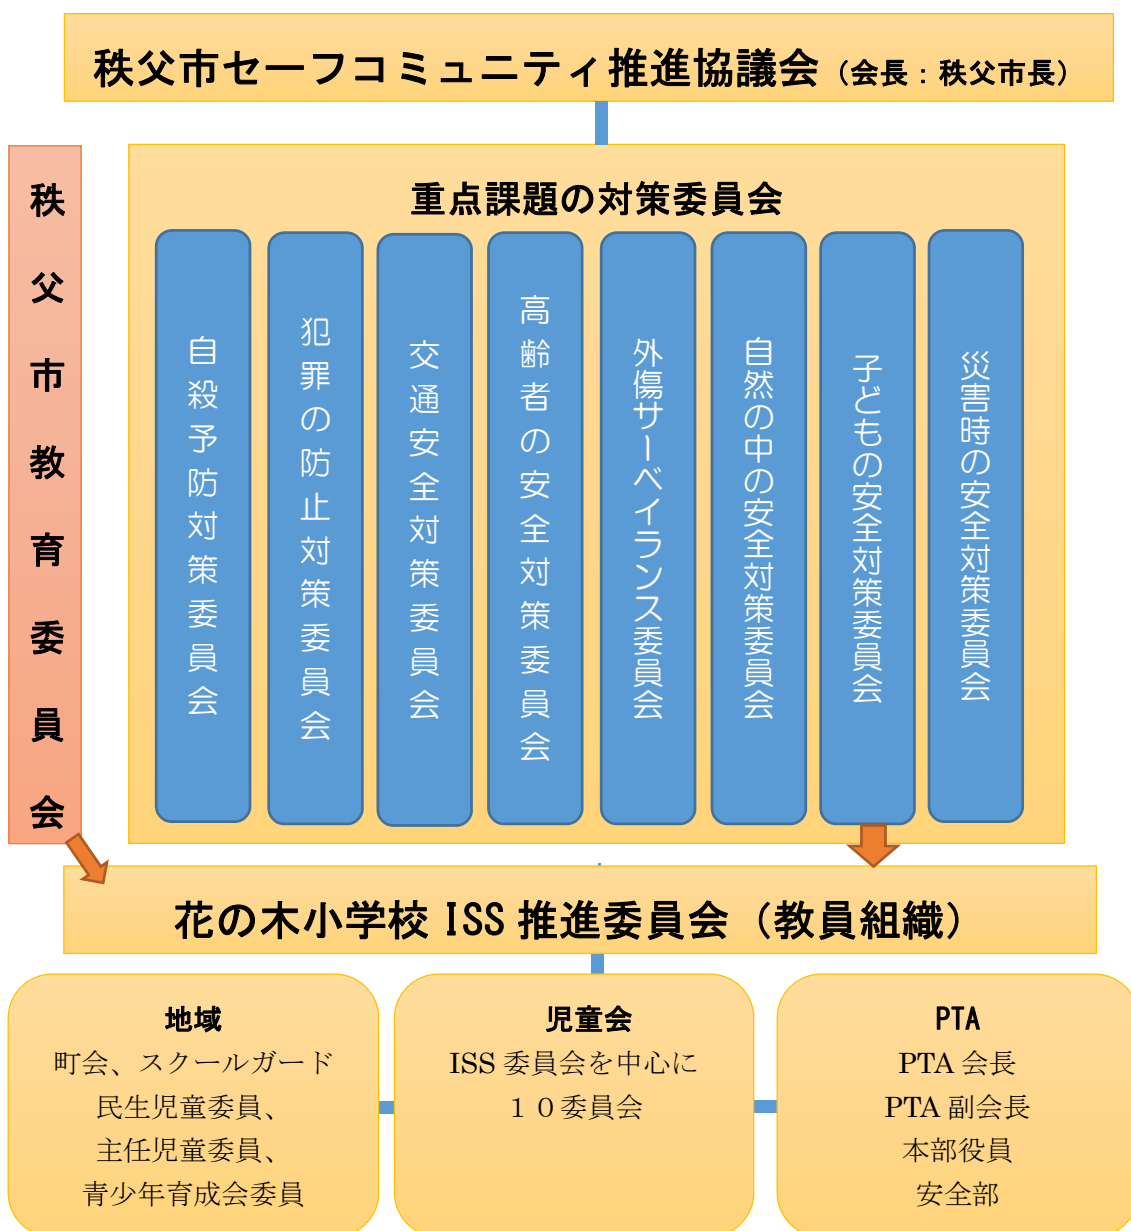 秩父市セーフコミュニティ推進協議会（会長：秩父市長）
秩父市教育委員会
重点課題の対策委員会
自殺予防対策委員会
犯罪の防止対策委員会
交通安全対策委員会
高齢者の安全対策委員会
外傷サーベイランス委員会
自然の中の安全対策委員会
子どもの安全対策委員会
災害時の安全対策委員会
花の木小学校 ISS 推進委員会（教員組織）
地域
町会、スクールガード
民生児童委員、
主任児童委員、
青少年育成会委員
児童会
ISS 委員会を中心に
１０委員会
PTA
PTA 会長
PTA 副会長
本部役員
安全部